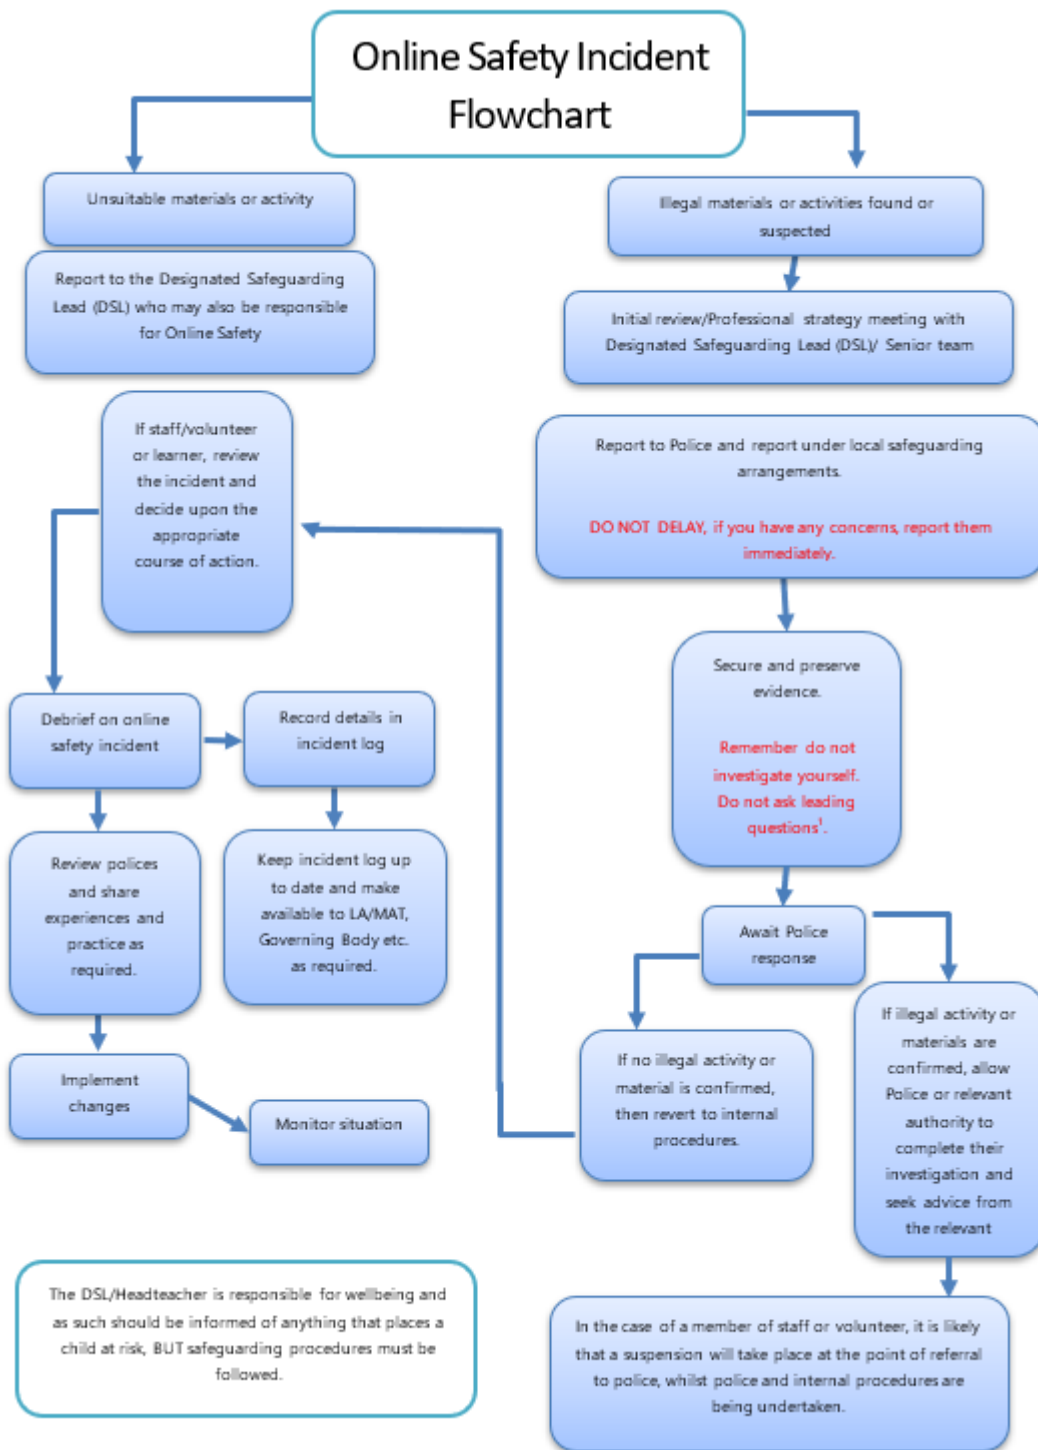 Online Safety Incident
Flowchart
Unsuitable materials or activity
Report to the Designated Safeguarding
Lead (DSL) who may also be responsible
for Online Safety
If staff/volunteer
or learner, review
the incident and
decide upon the
appropriate
course of action.
Debrief on online
safety incident
Record details in
incident log
Review polices
and share
experiences and
practice as
required.
Keep incident log up
to date and make
available to LA/MAT,
Governing Body etc.
as required.
Implement
changes
Monitor situation
The DSL/Headteacher is responsible for wellbeing and
as such should be informed of anything that places a
child at risk, BUT safeguarding procedures must be
followed.
Illegal materials or activities found or
suspected
Initial review/Professional strategy meeting with
Designated Safeguarding Lead (DSL)/ Senior team
Report to Police and report under local safeguarding
arrangements.
DO NOT DELAY, if you have any concerns, report them
immediately.
Secure and preserve
evidence.
Remember do not
investigate yourself.
Do not ask leading
questions¹.
Await Police
response
If no illegal activity or
material is confirmed,
then revert to internal
procedures.
If illegal activity or
materials are
confirmed, allow
Police or relevant
authority to
complete their
investigation and
seek advice from
the relevant
In the case of a member of staff or volunteer, it is likely
that a suspension will take place at the point of referral
to police, whilst police and internal procedures are
being undertaken.